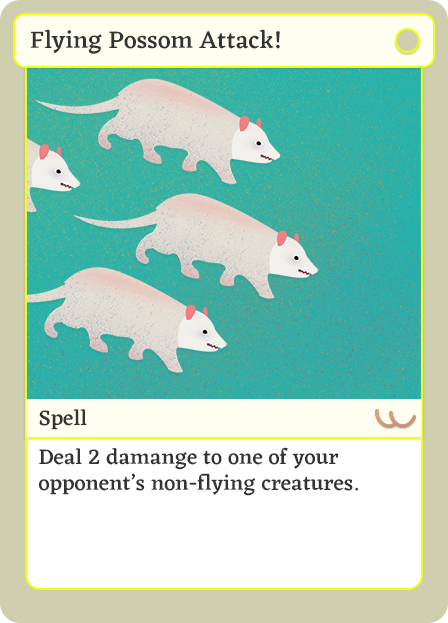 Flying Possom Attack!
Spell
Deal 2 damange to one of your
opponent's non-flying creatures.